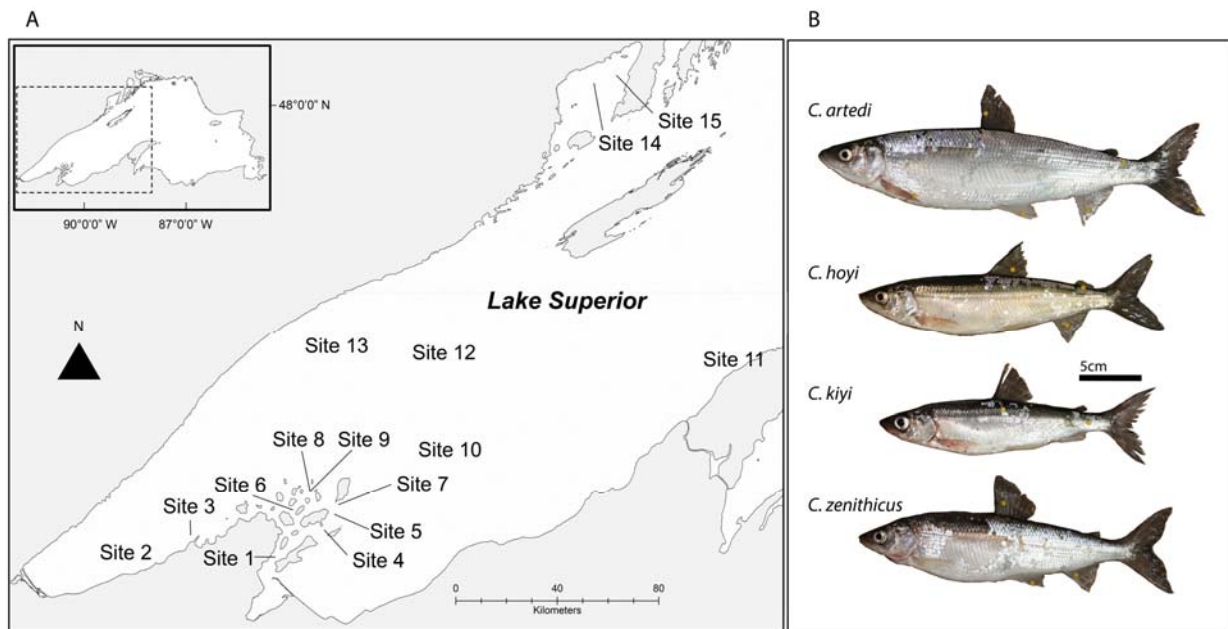 A
B
48°0'0" N
90°0'0" W
87°0'0" W
N
Lake Superior
Site 15
Site 14
Site 13
Site 12
Site 11
Site 8
Site 9
Site 10
Site 6
Site 7
Site 3
Site 5
Site 2
Site 1
Site 4
0 40 80
Kilometers
C. artedi
C. hoyi
5cm
C. kiyi
C. zenithicus